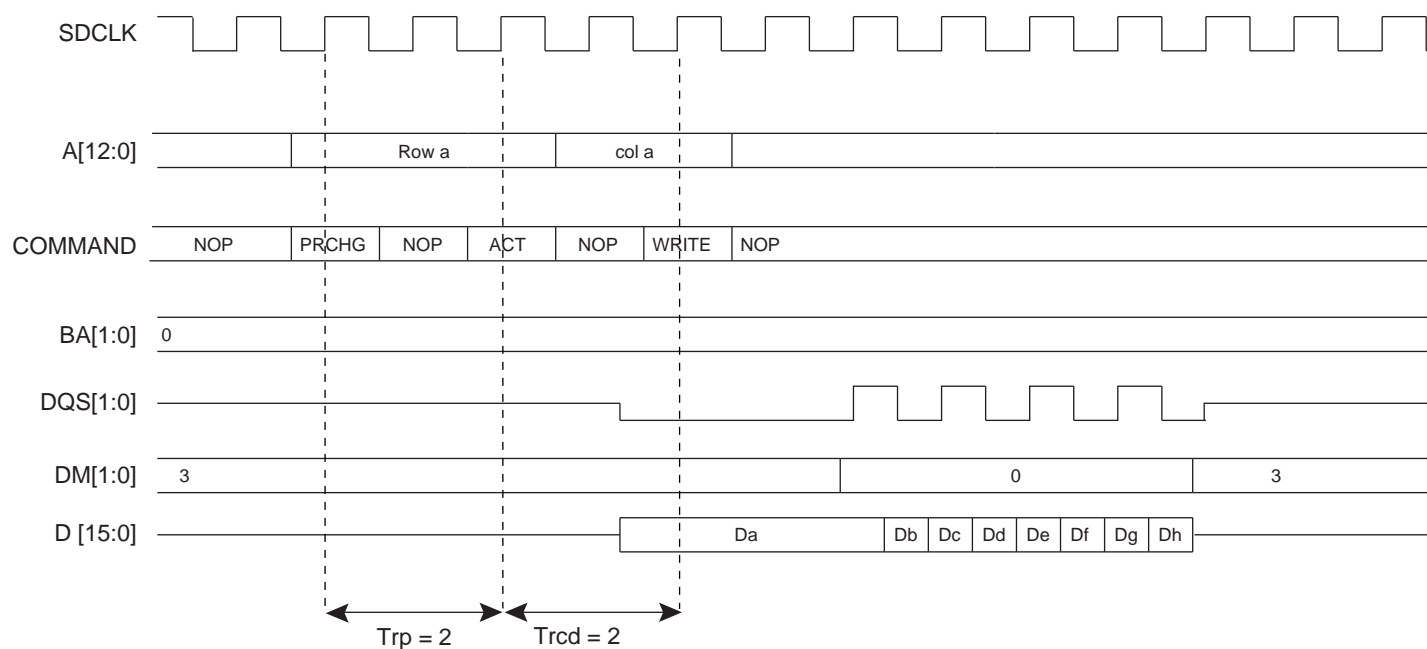 SDCLK
A[12:0] Row a col a
COMMAND NOP PRCHG NOP ACT NOP WRITE NOP
BA[1:0] 0
DQS[1:0]
DM[1:0] 3 0 3
D [15:0] Da Db Dc Dd De Df Dg Dh
Trp = 2 Trcd = 2